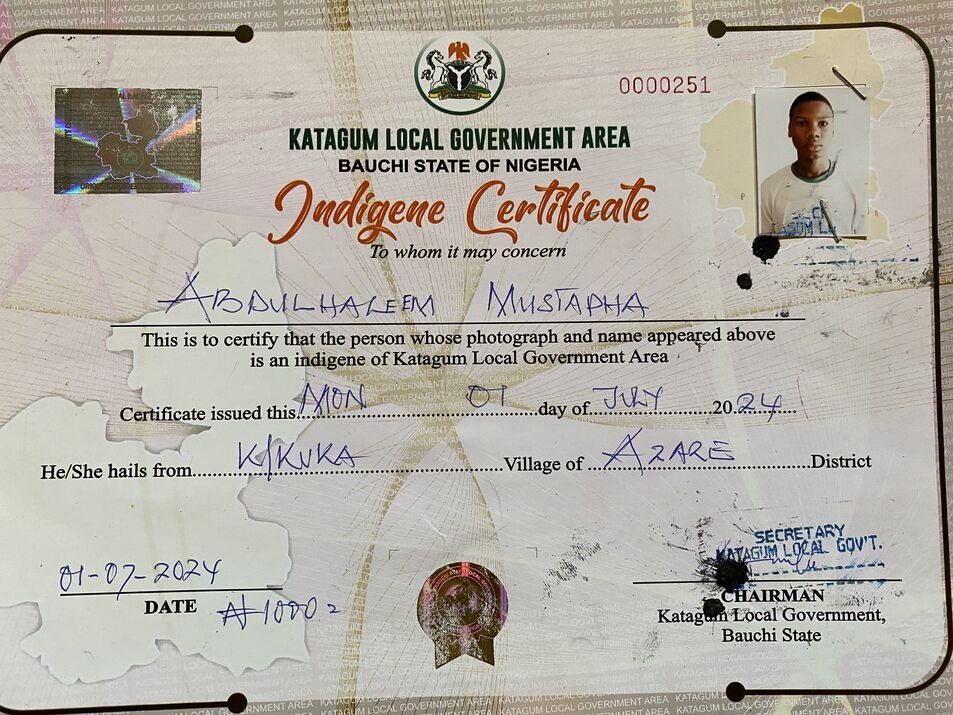 0000251
KATAGUM LOCAL GOVERNMENT AREA
BAUCHI STATE OF NIGERIA
Indigene Certificate
To whom it may concern
ABDULHALEEM MUSTAPHA
This is to certify that the person whose photograph and name appeared above
is an indigene of Katagum Local Government Area
Certificate issued this MON 01 day of JULY 2024
He/She hails from K/KUKA Village of AZARE District
SECRETARY
KATAGUM LOCAL GOV'T.
01-07-2024
DATE
₦1000=
CHAIRMAN
Katagum Local Government,
Bauchi State